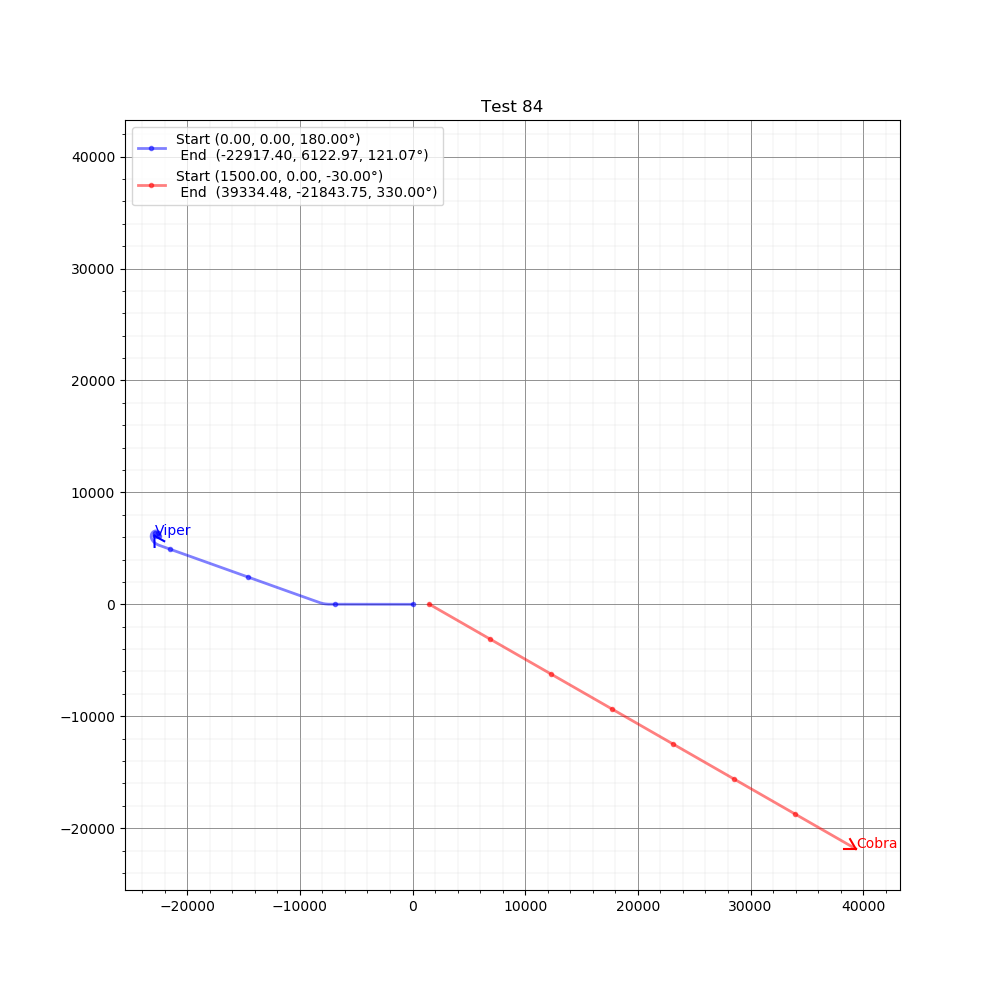 Test 84
Start (0.00, 0.00, 180.00°)
End (-22917.40, 6122.97, 121.07°)
Start (1500.00, 0.00, -30.00°)
End (39334.48, -21843.75, 330.00°)
40000
30000
20000
10000
0
−10000
−20000
Viper
Cobra
−20000 −10000 0 10000 20000 30000 40000